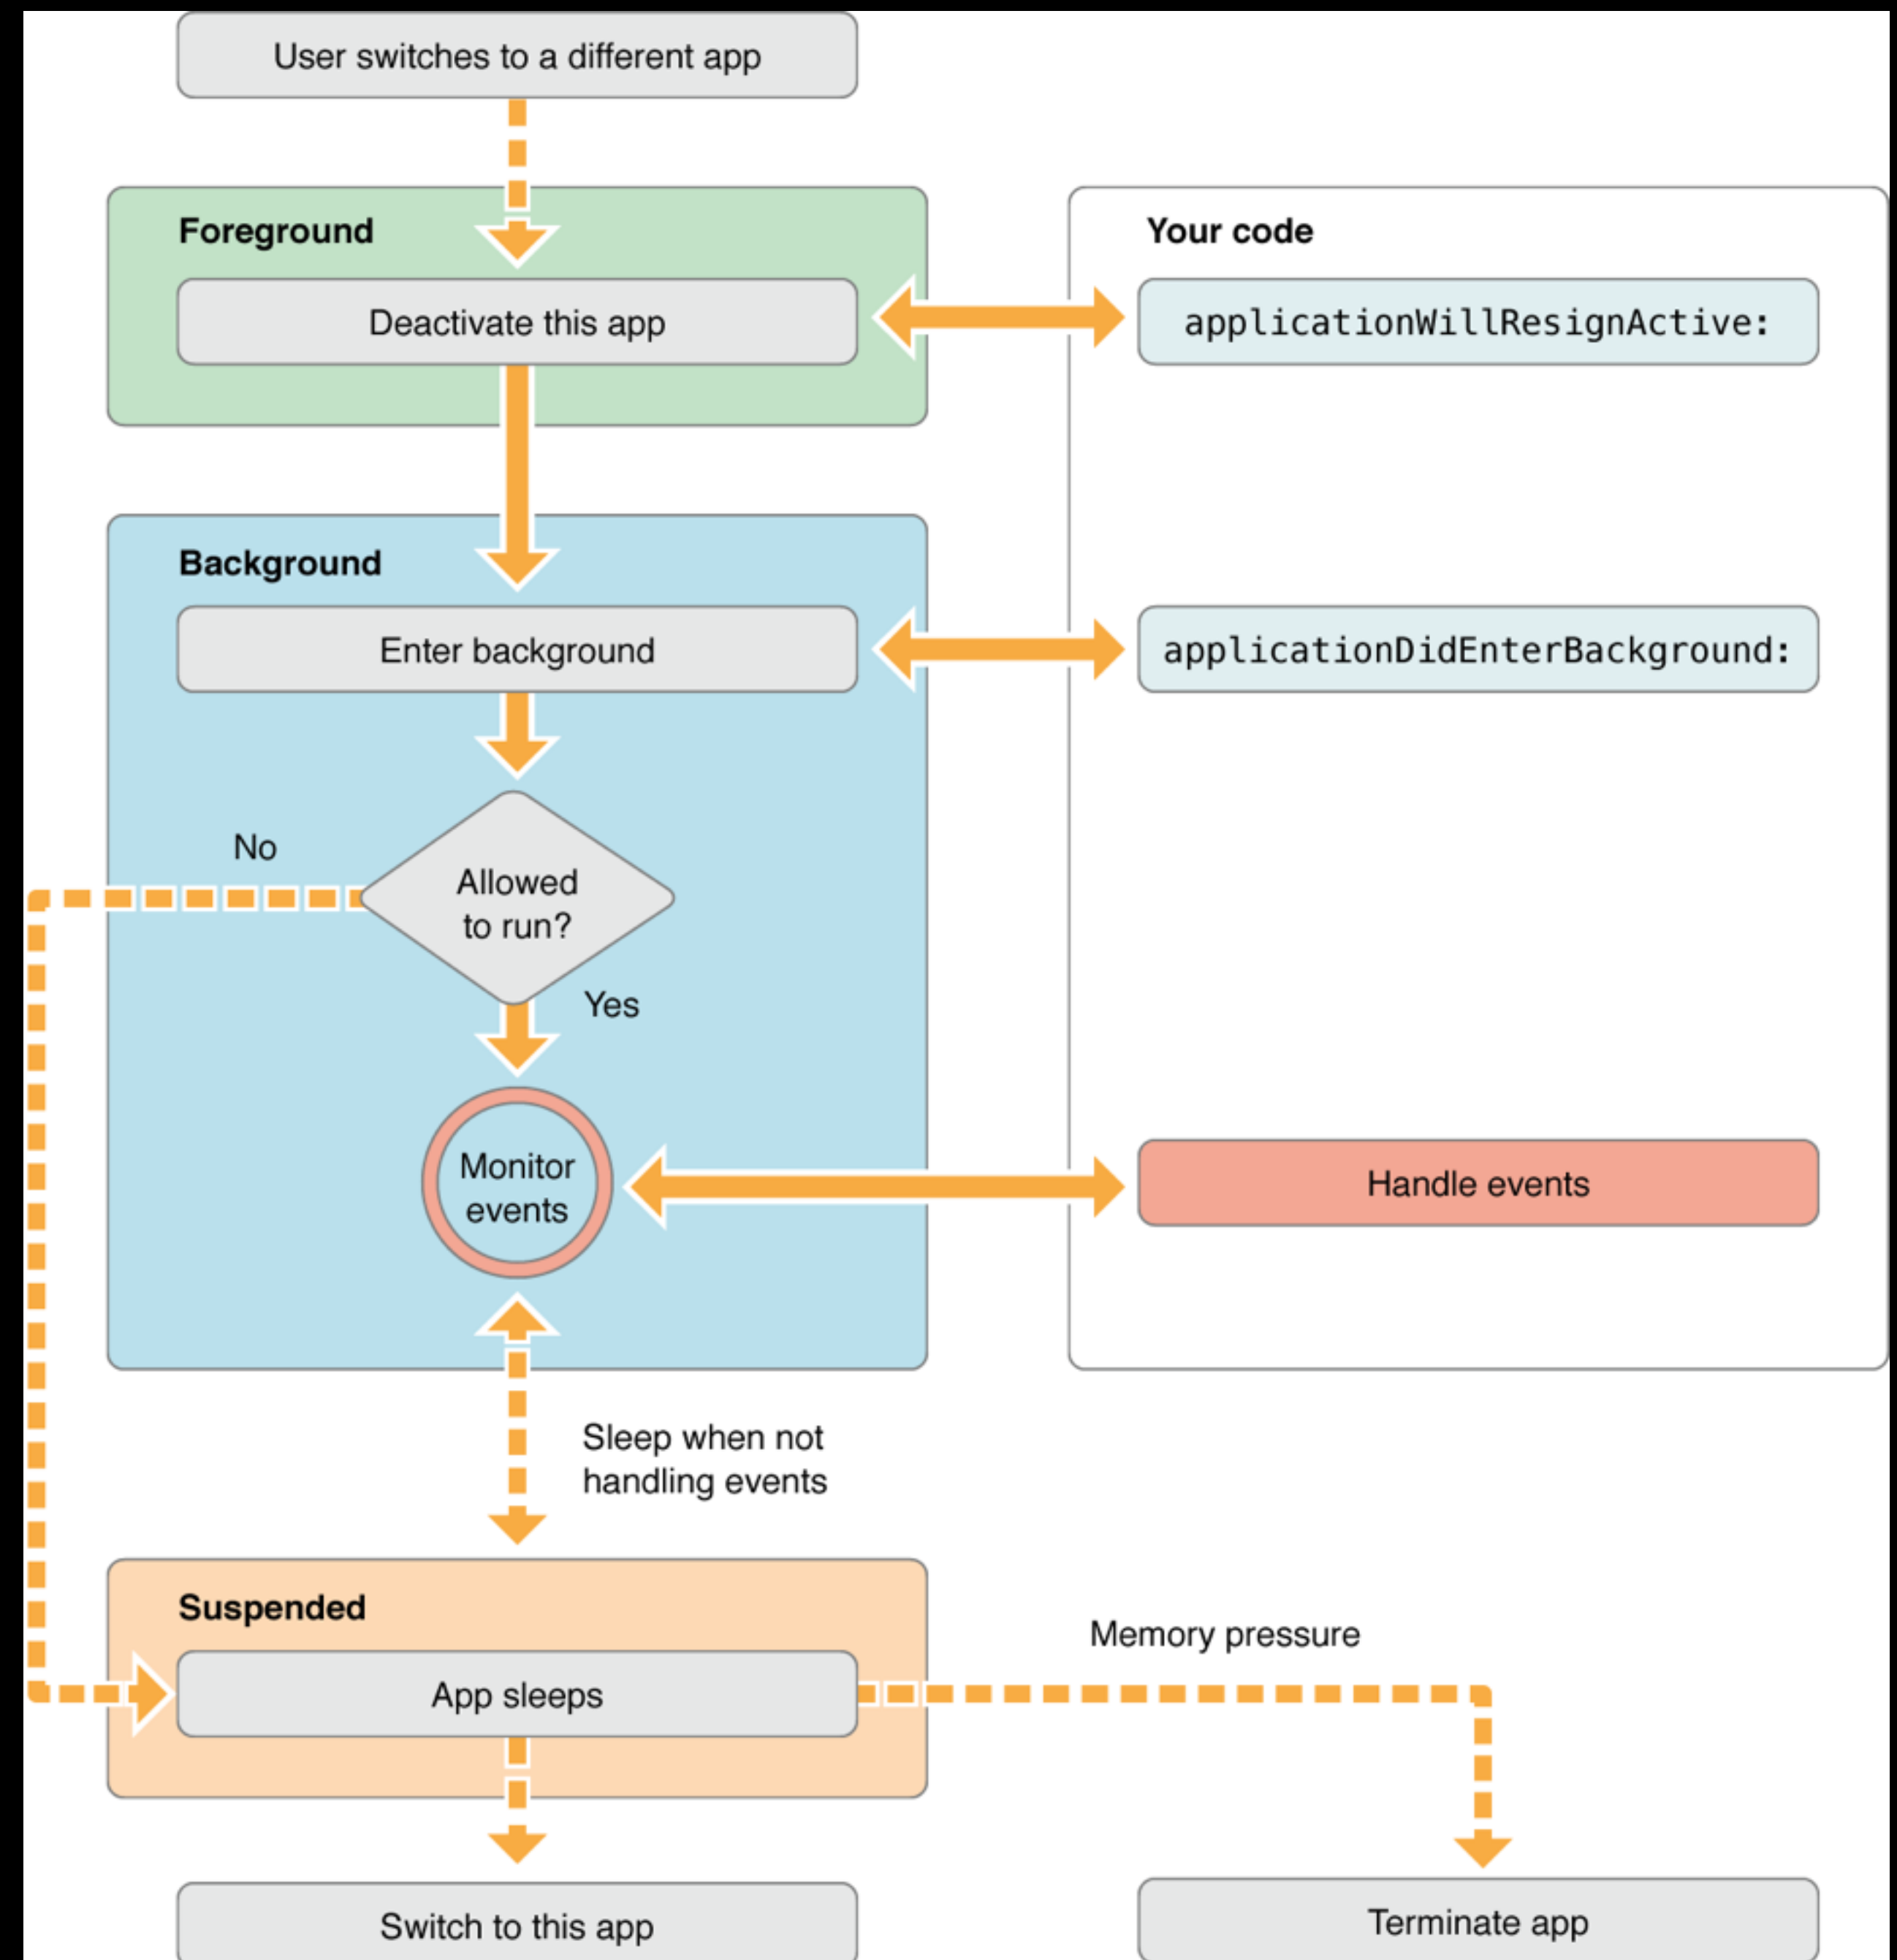 User switches to a different app
Foreground
Your code
Deactivate this app
applicationWillResignActive:
Background
Enter background
applicationDidEnterBackground:
No
Allowed
to run?
Yes
Monitor
events
Handle events
Sleep when not
handling events
Suspended
Memory pressure
App sleeps
Switch to this app
Terminate app